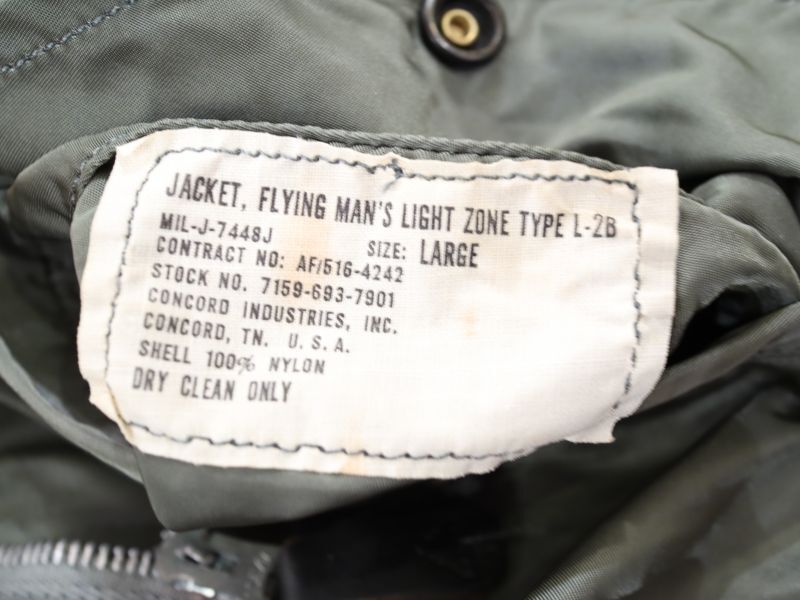 JACKET, FLYING MAN'S LIGHT ZONE TYPE L-2B
MIL-J-7448J SIZE: LARGE
CONTRACT NO: AF/516-4242
STOCK NO. 7159-693-7901
CONCORD INDUSTRIES, INC.
CONCORD, TN. U.S.A.
SHELL 100% NYLON
DRY CLEAN ONLY